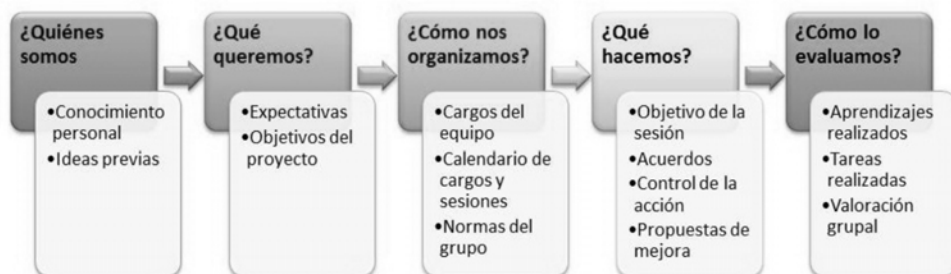 ¿Quiénes
somos
•Conocimiento
personal
•Ideas previas
¿Qué
queremos?
•Expectativas
•Objetivos del
proyecto
¿Cómo nos
organizamos?
•Cargos del
equipo
•Calendario de
cargos y
sesiones
•Normas del
grupo
¿Qué
hacemos?
•Objetivo de la
sesión
•Acuerdos
•Control de la
acción
•Propuestas de
mejora
¿Cómo lo
evaluamos?
•Aprendizajes
realizados
•Tareas
realizadas
•Valoración
grupal